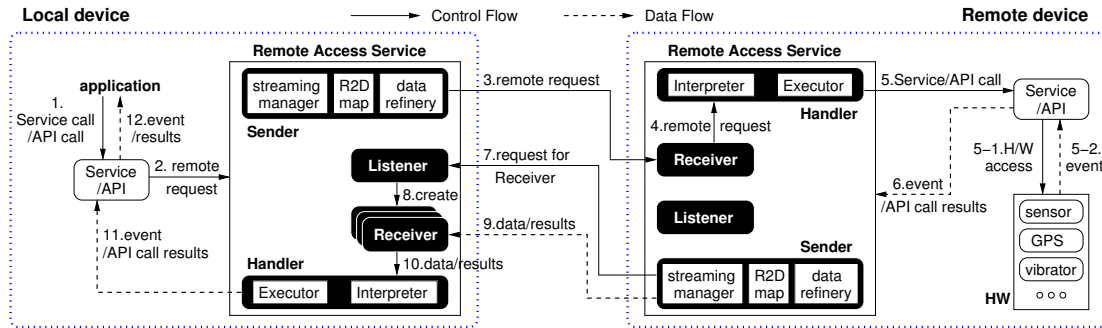 Local device
Control Flow
Data Flow
Remote device
Remote Access Service
application
1.
Service call
/API call
12.event
/results
streaming
manager
R2D
map
data
refinery
Sender
Service
/API
2. remote
request
Listener
8.create
Receiver
10.data/results
11.event
/API call results
Handler
Executor
Interpreter
3.remote request
7.request for
Receiver
9.data/results
Remote Access Service
Interpreter
Executor
Handler
4.remote request
Receiver
Listener
Sender
streaming
manager
R2D
map
data
refinery
5.Service/API call
Service
/API
5-1.H/W
access
5-2.
event
6.event
/API call results
sensor
GPS
vibrator
HW